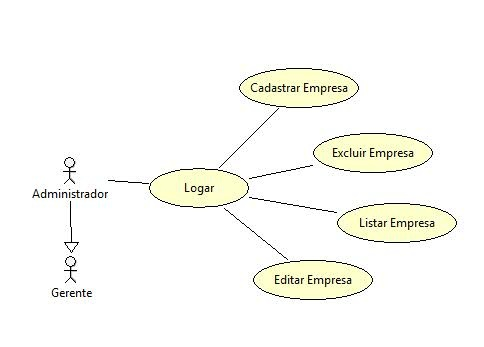 Cadastrar Empresa
Excluir Empresa
Administrador
Logar
Listar Empresa
Editar Empresa
Gerente